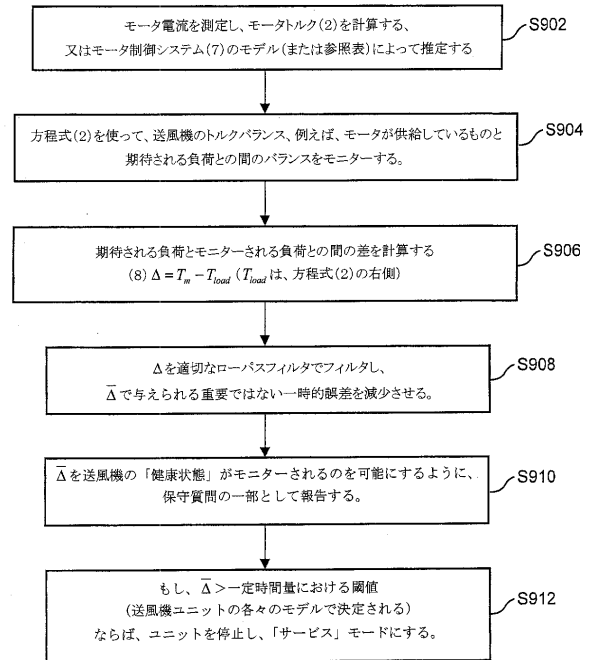 モータ電流を測定し、モータトルク(2)を計算する、
又はモータ制御システム(7)のモデル(または参照表)によって推定する
S902
方程式(2)を使って、送風機のトルクバランス、例えば、モータが供給しているものと
期待される負荷との間のバランスをモニターする。
S904
期待される負荷とモニターされる負荷との間の差を計算する
(8) Δ = Tm − Tload (Tload は、方程式(2)の右側)
S906
Δを適切なローパスフィルタでフィルタし、
Δ̅で与えられる重要ではない一時的誤差を減少させる。
S908
Δ̅を送風機の「健康状態」がモニターされるのを可能にするように、
保守質問の一部として報告する。
S910
もし、Δ̅>一定時間量における閾値
(送風機ユニットの各々のモデルで決定される)
ならば、ユニットを停止し、「サービス」モードにする。
S912